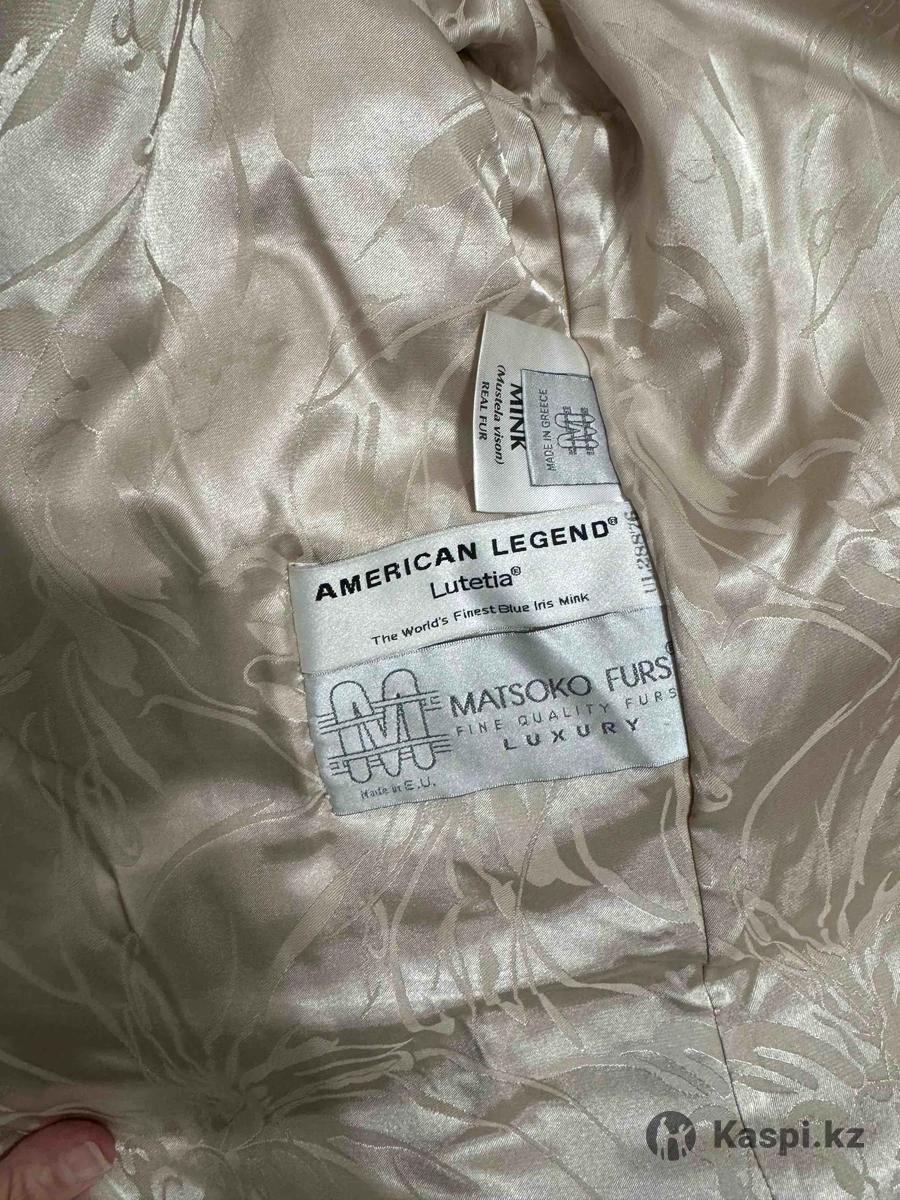 MINK
(Mustela vison)
REAL FUR
MADE IN GREECE
M
AMERICAN LEGEND®
Lutetia®
The World's Finest Blue Iris Mink
MATSOKO FURS®
FINE QUALITY FURS
LUXURY
Made in E.U.
Kaspi.kz